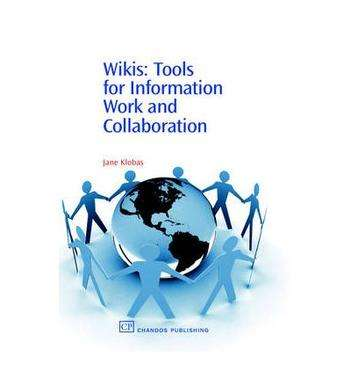 Wikis: Tools
for Information
Work and
Collaboration
Jane Klobas
CP
CHANDOS PUBLISHING